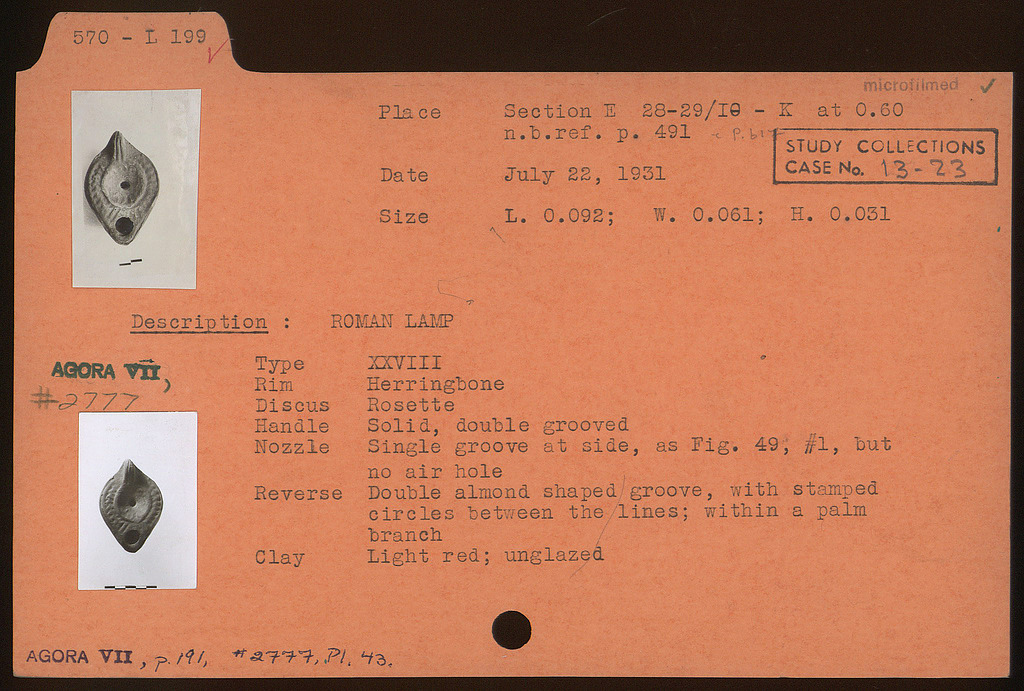 570 - L 199
microfilmed
Place Section E 28-29/I0 - K at 0.60
n.b.ref. p. 491
STUDY COLLECTIONS
CASE No. 13-23
Date July 22, 1931
Size L. 0.092; W. 0.061; H. 0.031
Description : ROMAN LAMP
AGORA VII,
#2777
Type XXVIII
Rim Herringbone
Discus Rosette
Handle Solid, double grooved
Nozzle Single groove at side, as Fig. 49, #1, but
no air hole
Reverse Double almond shaped groove, with stamped
circles between the lines; within a palm
branch
Clay Light red; unglazed
AGORA VII, p. 191, #2777, Pl. 43.